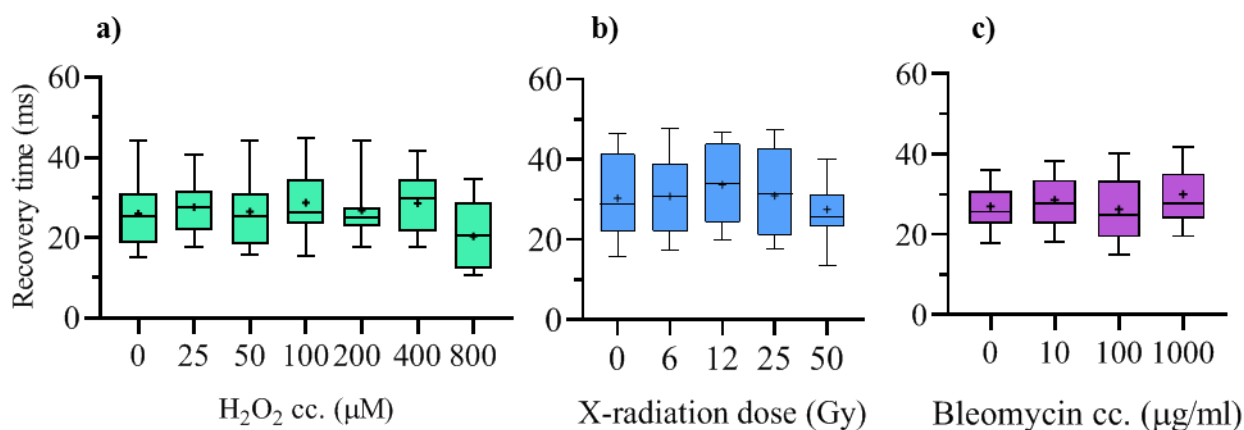 a)
b)
c)
Recovery time (ms)
60
40
20
0
0 25 50 100 200 400 800
H₂O₂ cc. (μM)
60
40
20
0
0 6 12 25 50
X-radiation dose (Gy)
60
40
20
0
0 10 100 1000
Bleomycin cc. (μg/ml)